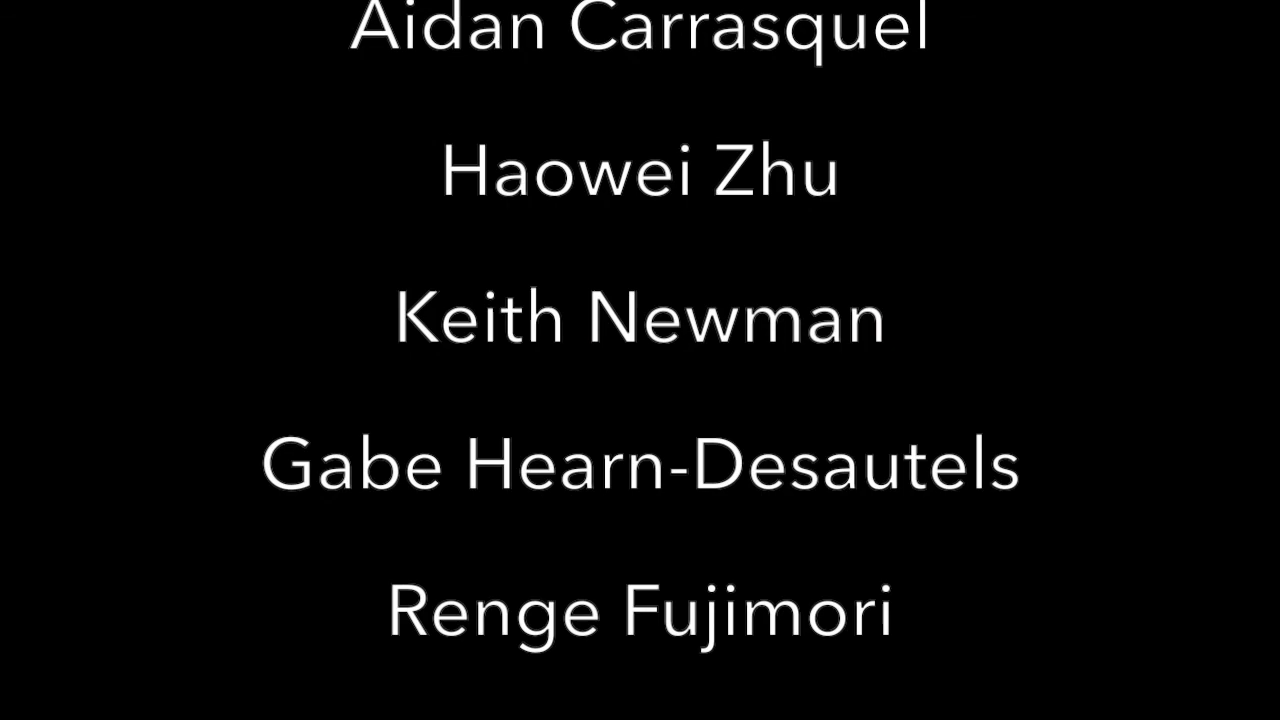 Aidan Carrasquel
Haowei Zhu
Keith Newman
Gabe Hearn-Desautels
Renge Fujimori